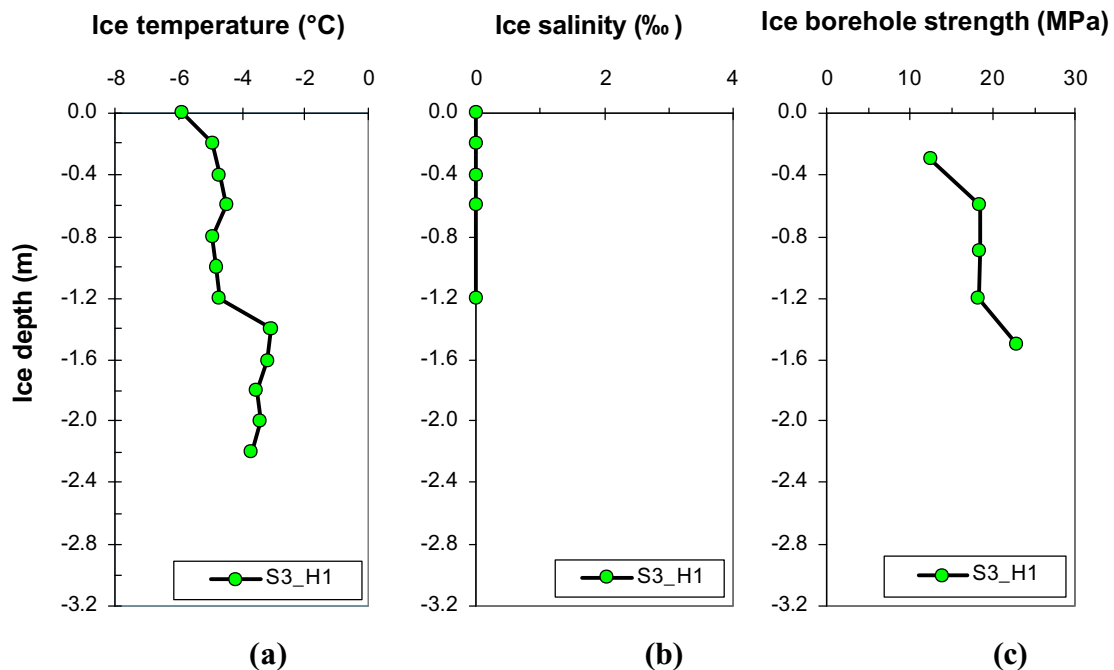 Ice temperature (°C)
-8 -6 -4 -2 0
0.0
-0.4
-0.8
-1.2
-1.6
-2.0
-2.4
-2.8
-3.2
Ice depth (m)
S3_H1
(a)
Ice salinity (‰ )
0 2 4
0.0
-0.4
-0.8
-1.2
-1.6
-2.0
-2.4
-2.8
-3.2
S3_H1
(b)
Ice borehole strength (MPa)
0 10 20 30
0.0
-0.4
-0.8
-1.2
-1.6
-2.0
-2.4
-2.8
-3.2
S3_H1
(c)